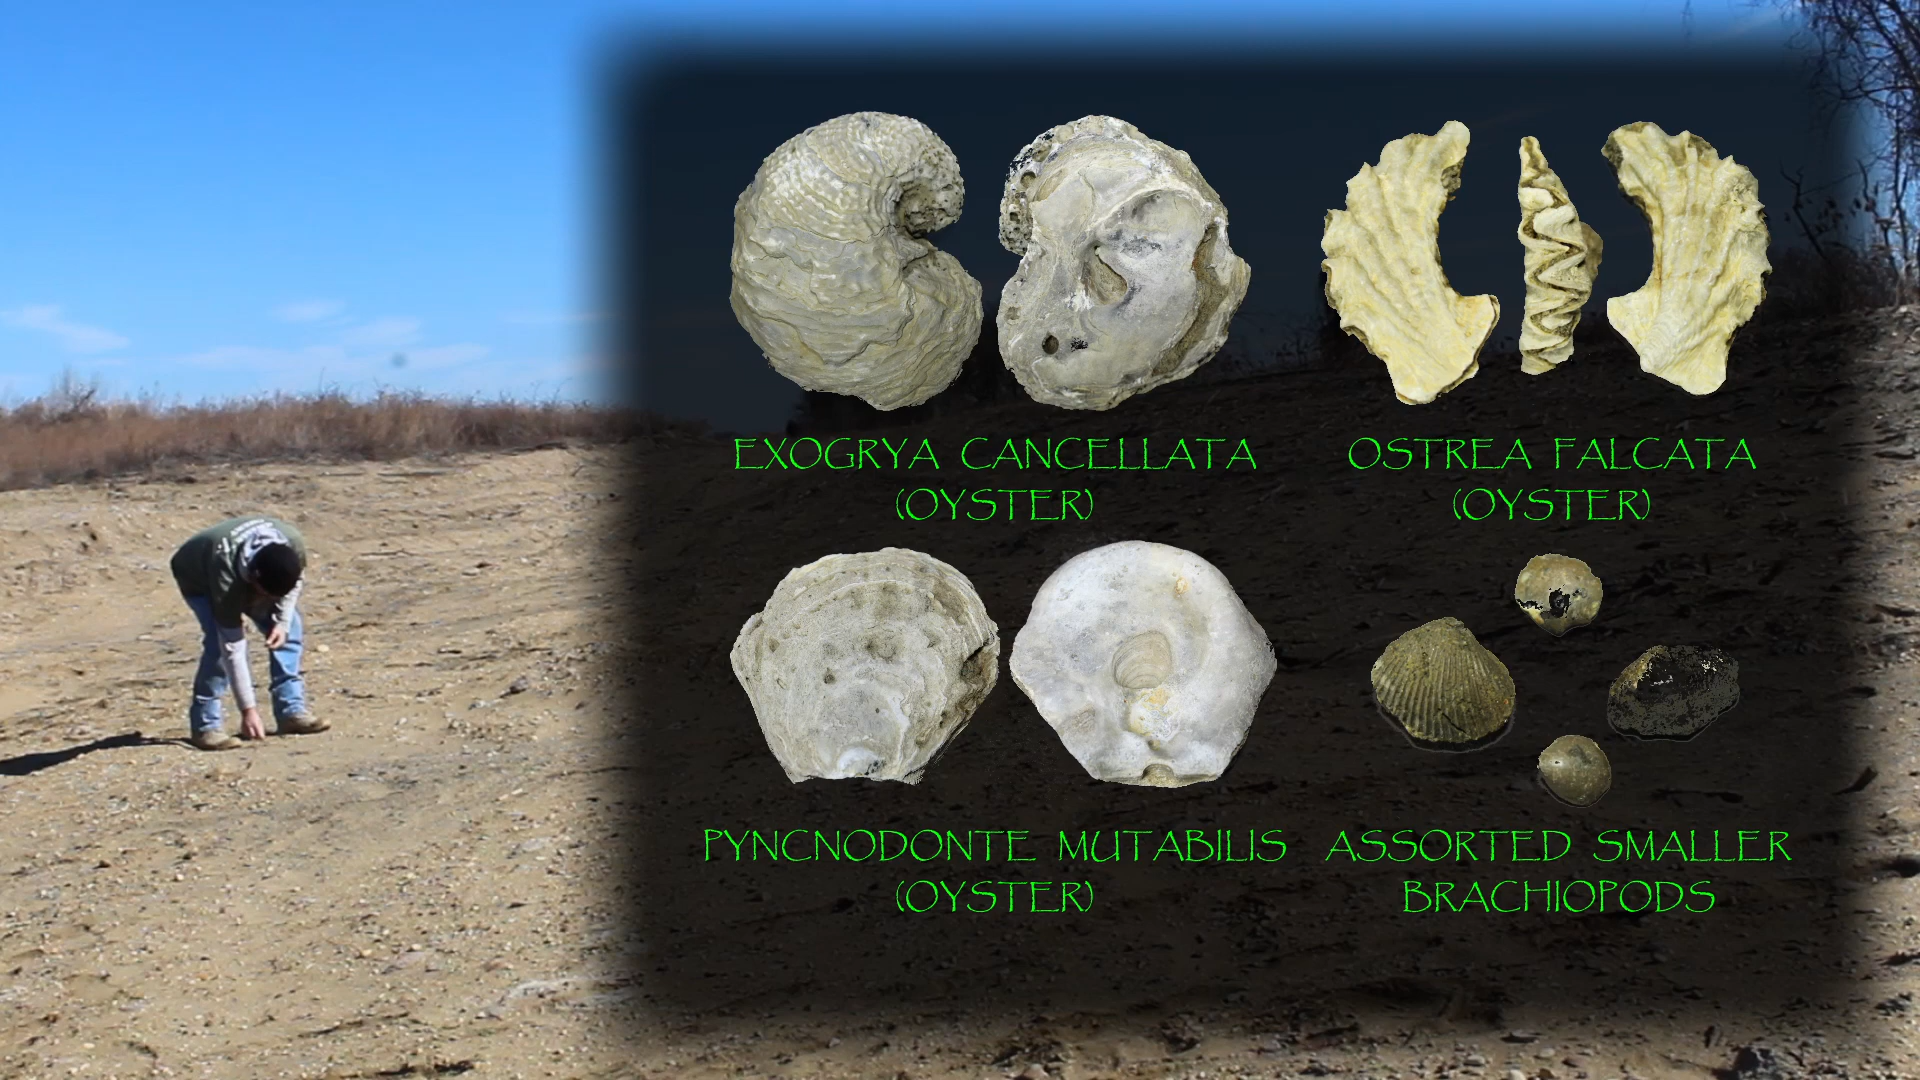 EXOGRYA CANCELLATA
(OYSTER)
OSTREA FALCATA
(OYSTER)
PYNCNODONTE MUTABILIS
(OYSTER)
ASSORTED SMALLER
BRACHIOPODS